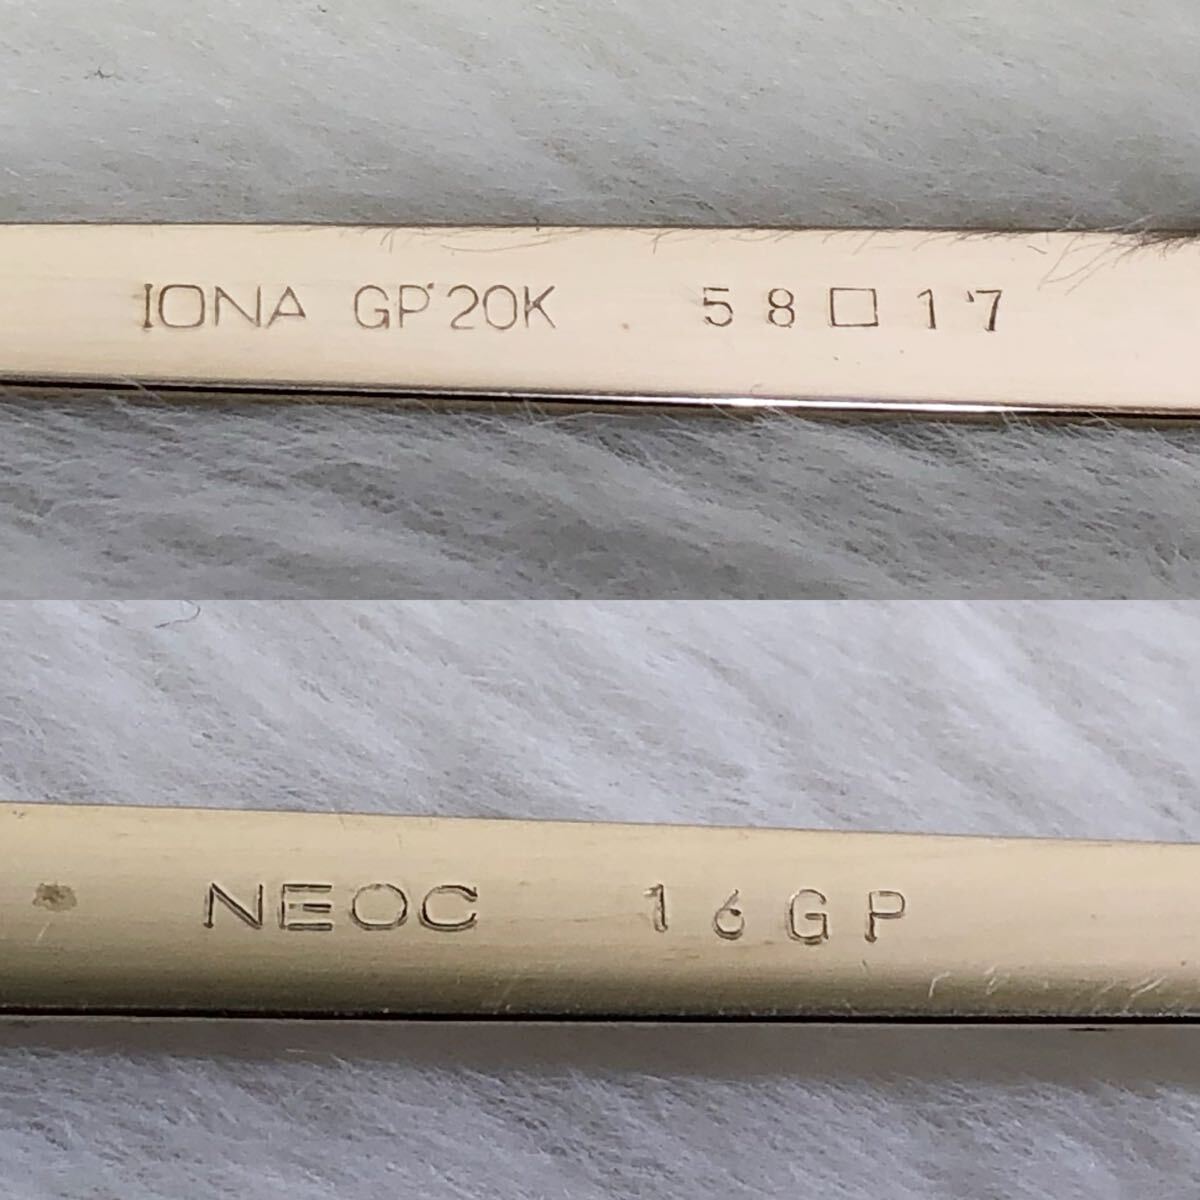 IONA GP 20K 58□17
NEOC 16GP